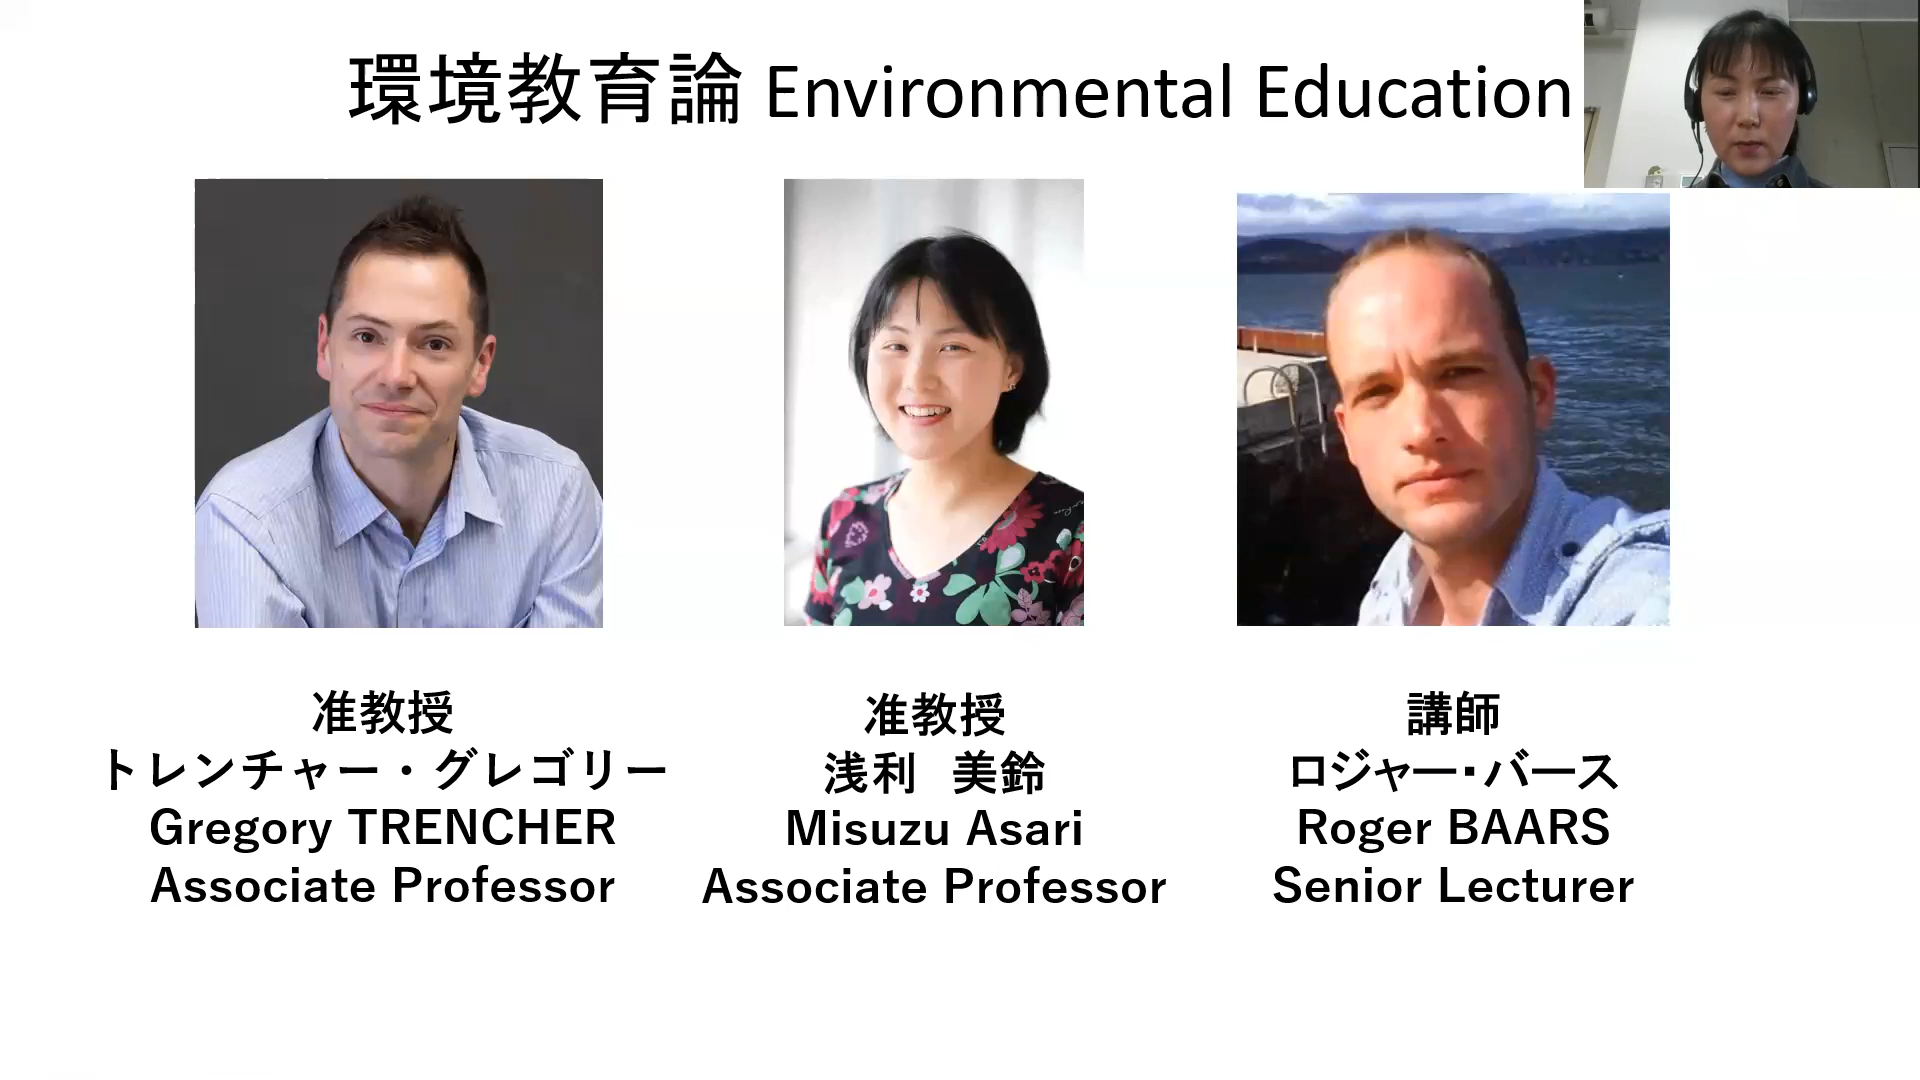 環境教育論 Environmental Education
准教授
トレンチャー・グレゴリー
Gregory TRENCHER
Associate Professor
准教授
浅利　美鈴
Misuzu Asari
Associate Professor
講師
ロジャー・バース
Roger BAARS
Senior Lecturer